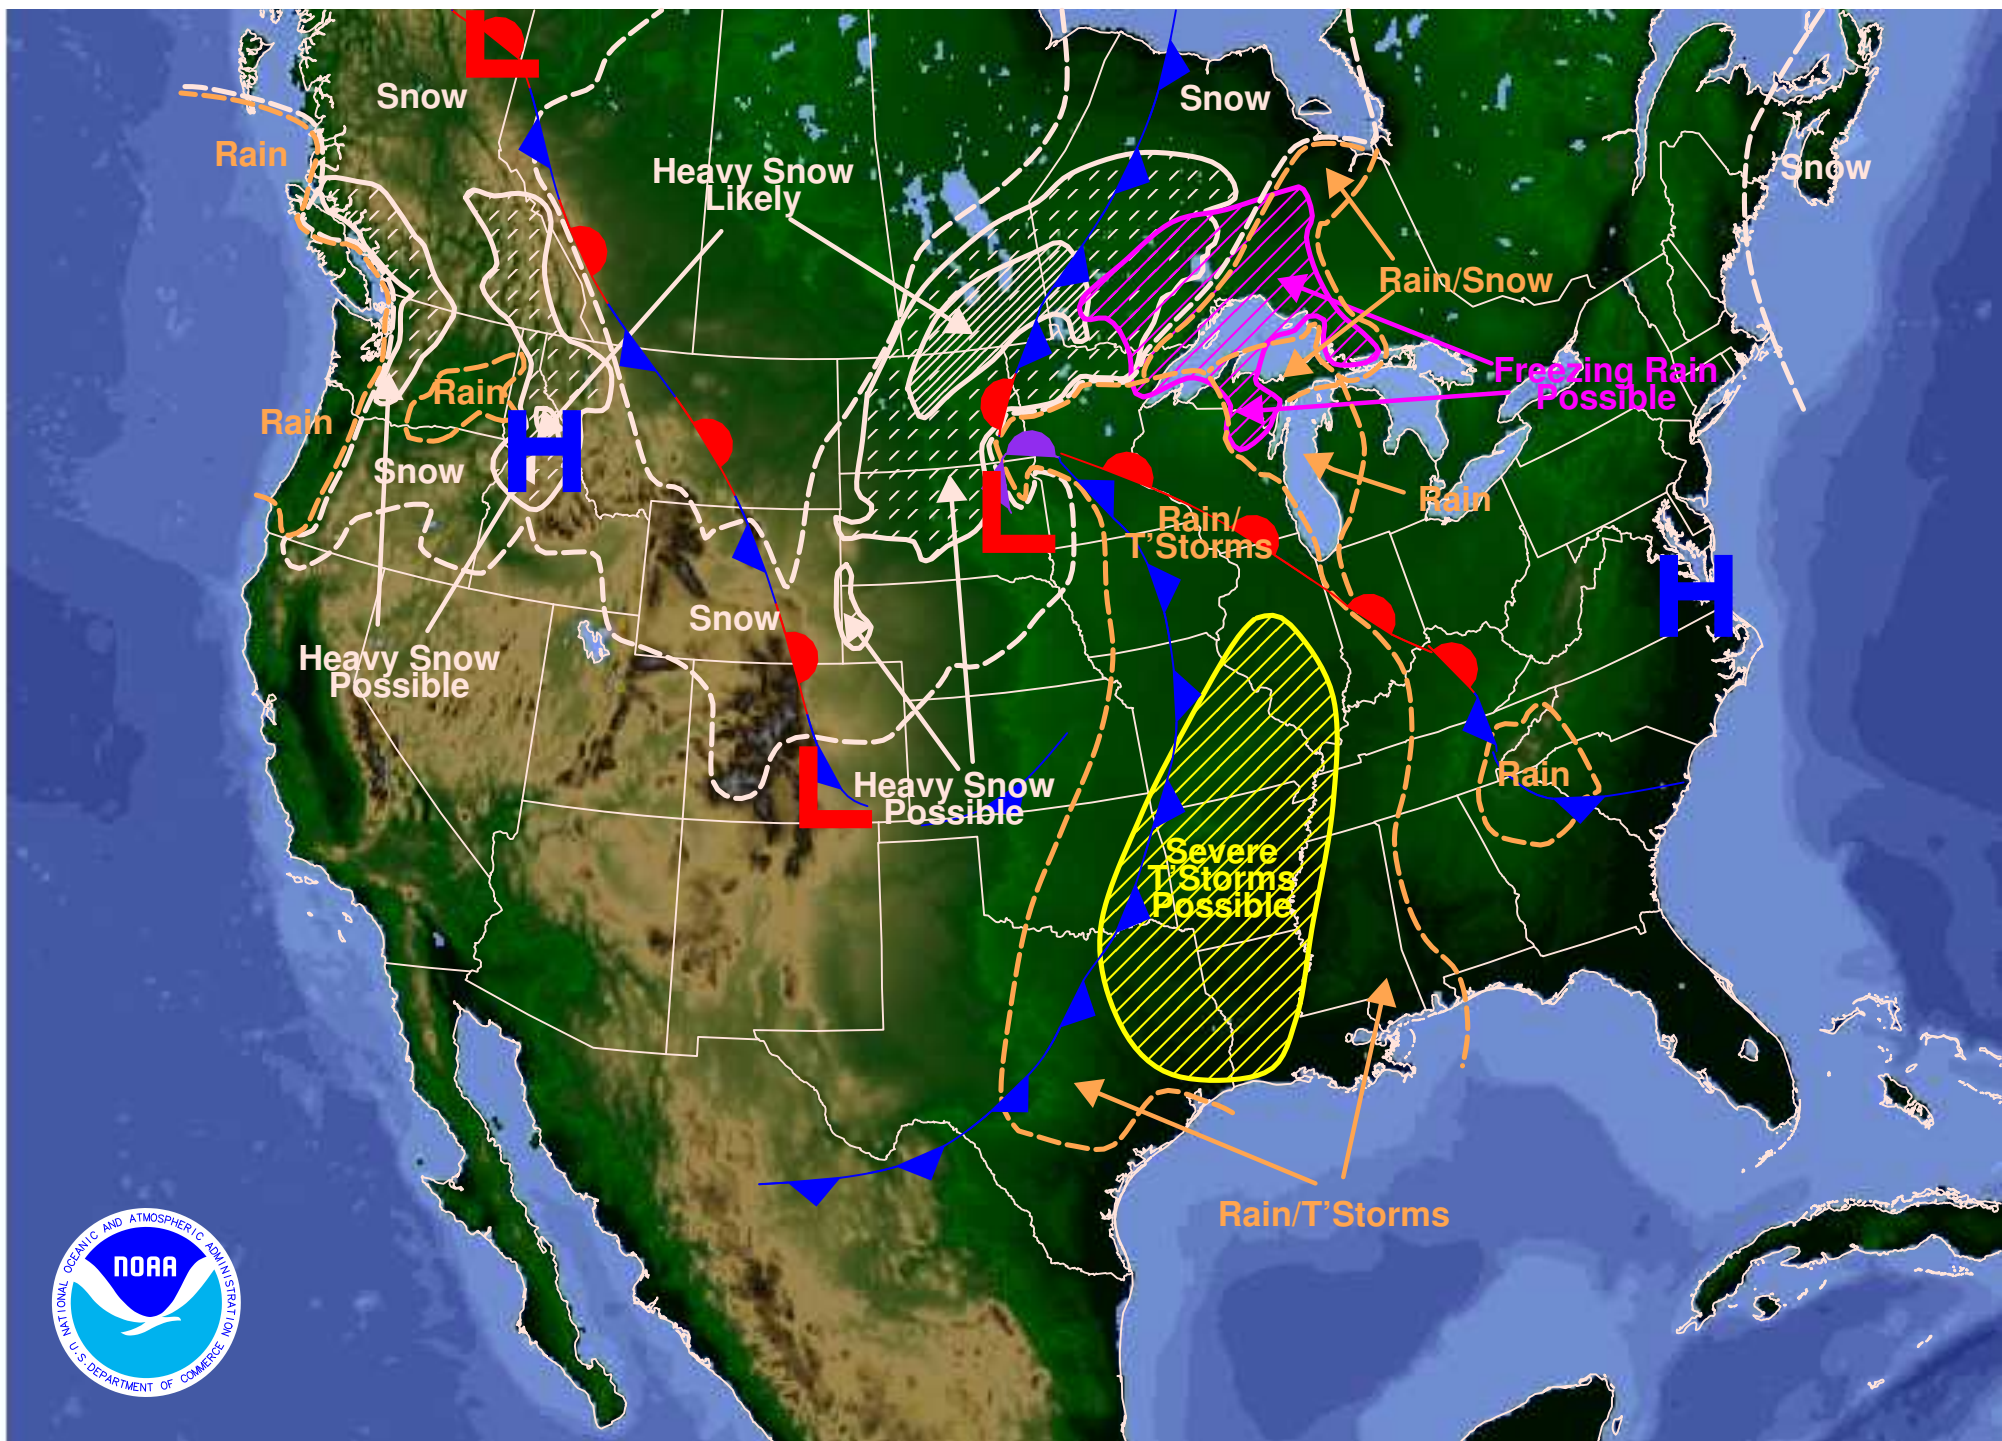 L
Snow
Snow
Rain
Heavy Snow
Likely
Snow
Rain/Snow
Freezing Rain
Possible
Rain
Rain
H
Snow
L
Rain
Rain/
T'Storms
H
Snow
Heavy Snow
Possible
L
Heavy Snow
Possible
Rain
Severe
T'Storms
Possible
Rain/T'Storms
NATIONAL OCEANIC AND ATMOSPHERIC ADMINISTRATION
NOAA
U.S. DEPARTMENT OF COMMERCE